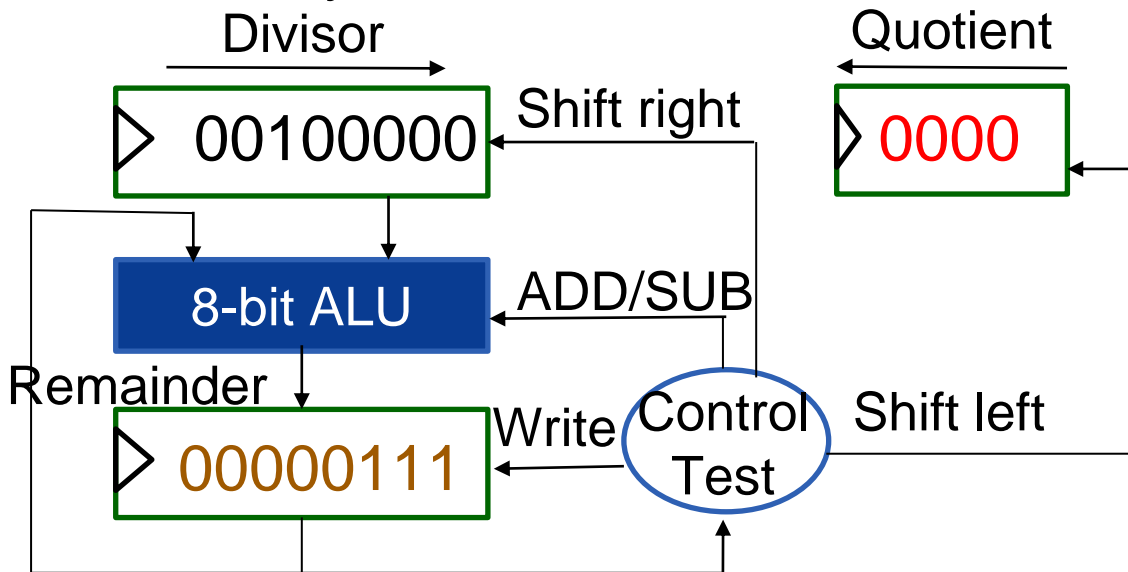 Divisor
Quotient
00100000
Shift right
0000
8-bit ALU
ADD/SUB
Remainder
00000111
Write
Control
Test
Shift left